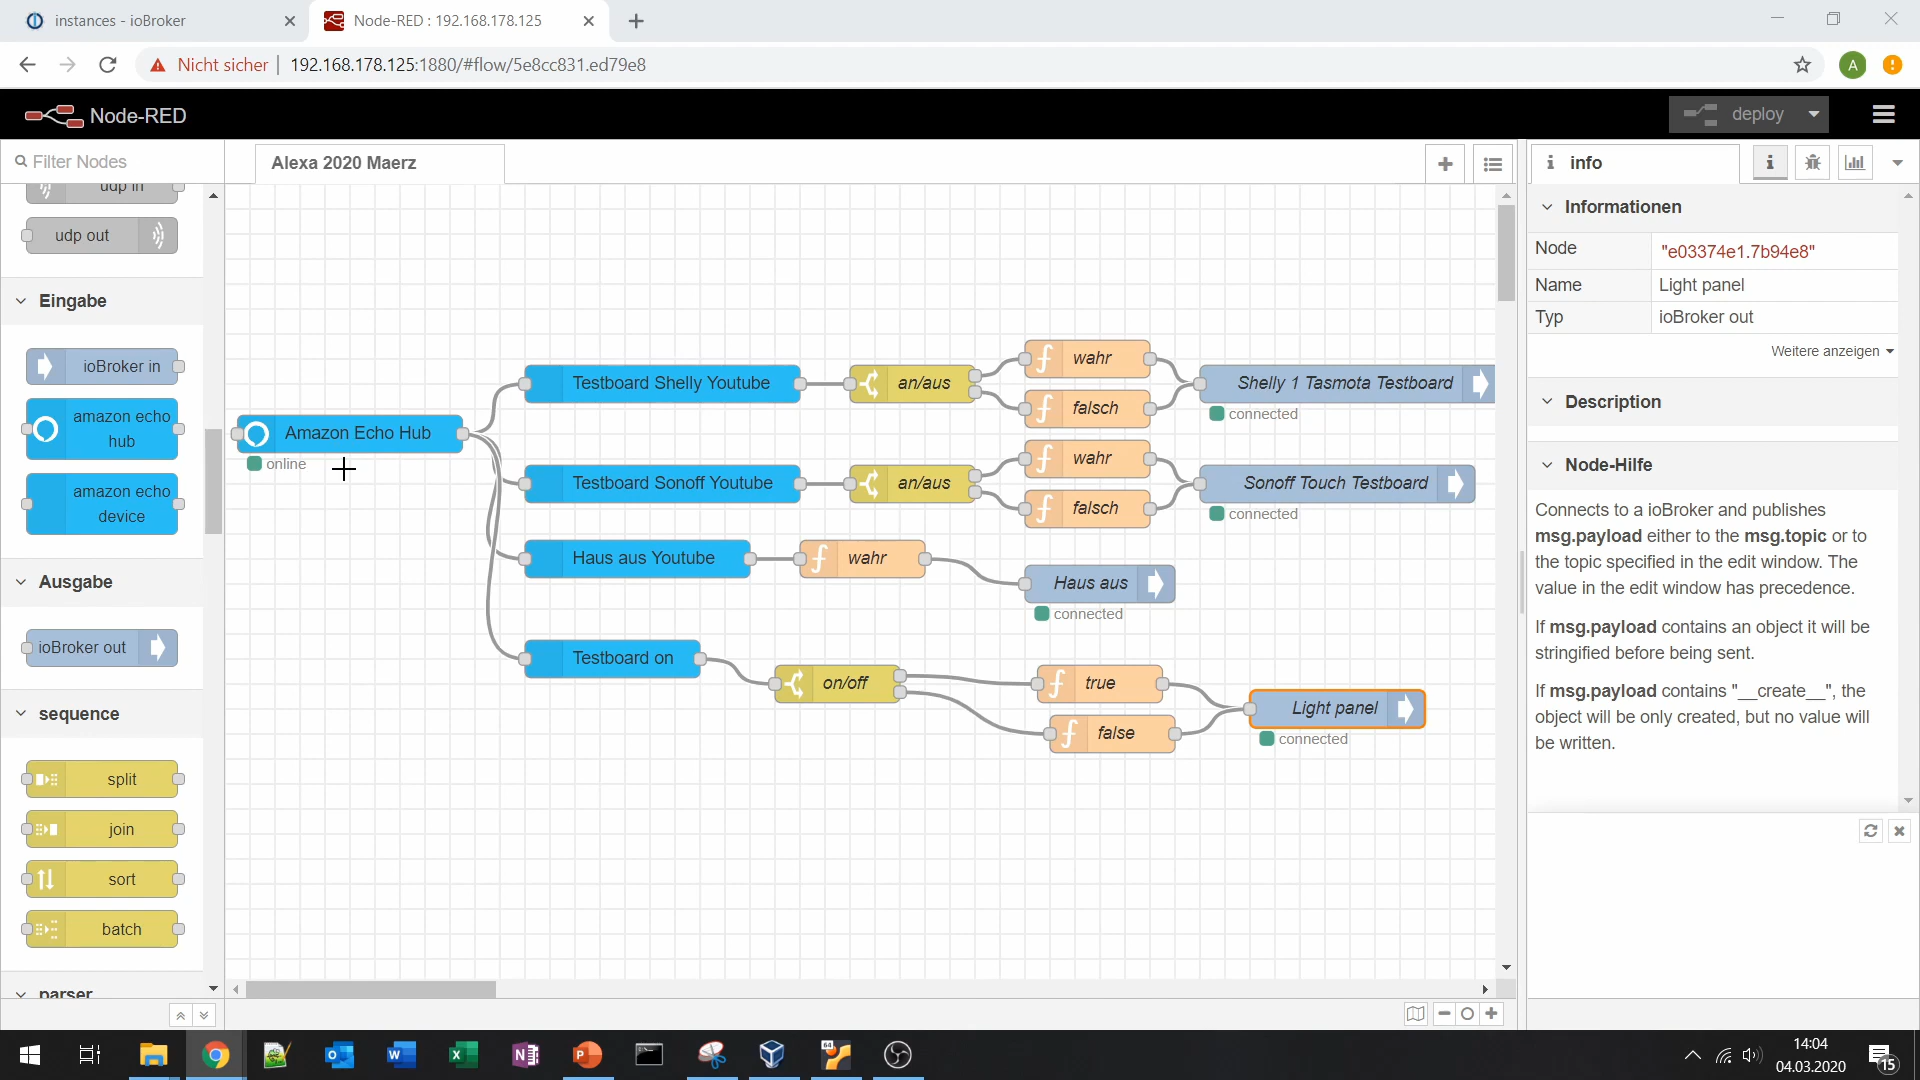 instances - ioBroker
Node-RED : 192.168.178.125
Nicht sicher
192.168.178.125:1880/#flow/5e8cc831.ed79e8
A
Node-RED
deploy
Filter Nodes
udp in
udp out
Eingabe
ioBroker in
amazon echo
hub
amazon echo
device
Ausgabe
ioBroker out
sequence
split
join
sort
batch
parser
Alexa 2020 Maerz
Amazon Echo Hub
online
Testboard Shelly Youtube
an/aus
wahr
falsch
Shelly 1 Tasmota Testboard
connected
Testboard Sonoff Youtube
an/aus
wahr
falsch
Sonoff Touch Testboard
connected
Haus aus Youtube
wahr
Haus aus
connected
Testboard on
on/off
true
false
Light panel
connected
i info
Informationen
Node "e03374e1.7b94e8"
Name Light panel
Typ ioBroker out
Weitere anzeigen
Description
Node-Hilfe
Connects to a ioBroker and publishes
msg.payload either to the msg.topic or to
the topic specified in the edit window. The
value in the edit window has precedence.
If msg.payload contains an object it will be
stringified before being sent.
If msg.payload contains "__create__", the
object will be only created, but no value will
be written.
14:04
04.03.2020
15